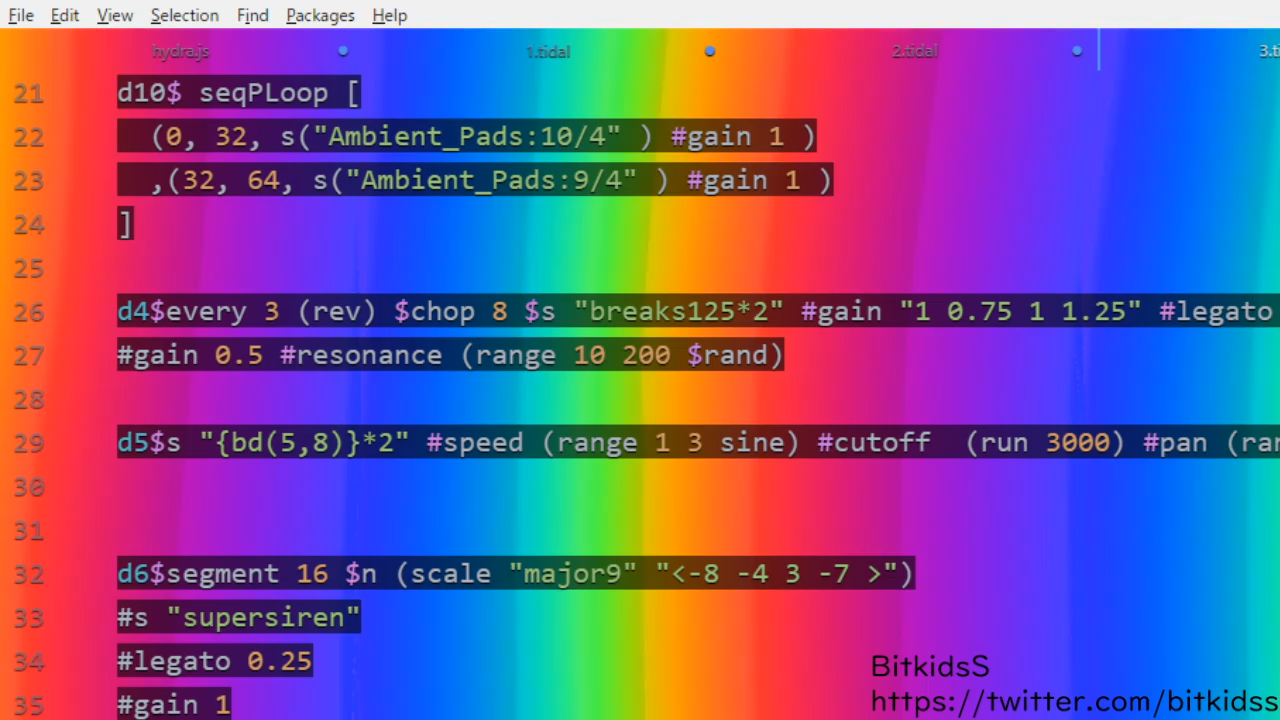 File Edit View Selection Find Packages Help
hydra.js 1.tidal 2.tidal 3.ti
21 d10$ seqPLoop [
22 (0, 32, s("Ambient_Pads:10/4" ) #gain 1 )
23 ,(32, 64, s("Ambient_Pads:9/4" ) #gain 1 )
24 ]
25
26 d4$every 3 (rev) $chop 8 $s "breaks125*2" #gain "1 0.75 1 1.25" #legato
27 #gain 0.5 #resonance (range 10 200 $rand)
28
29 d5$s "{bd(5,8)}*2" #speed (range 1 3 sine) #cutoff (run 3000) #pan (ran
30
31
32 d6$segment 16 $n (scale "major9" "<-8 -4 3 -7 >")
33 #s "supersiren"
34 #legato 0.25
35 #gain 1
BitkidsS
https://twitter.com/bitkidss